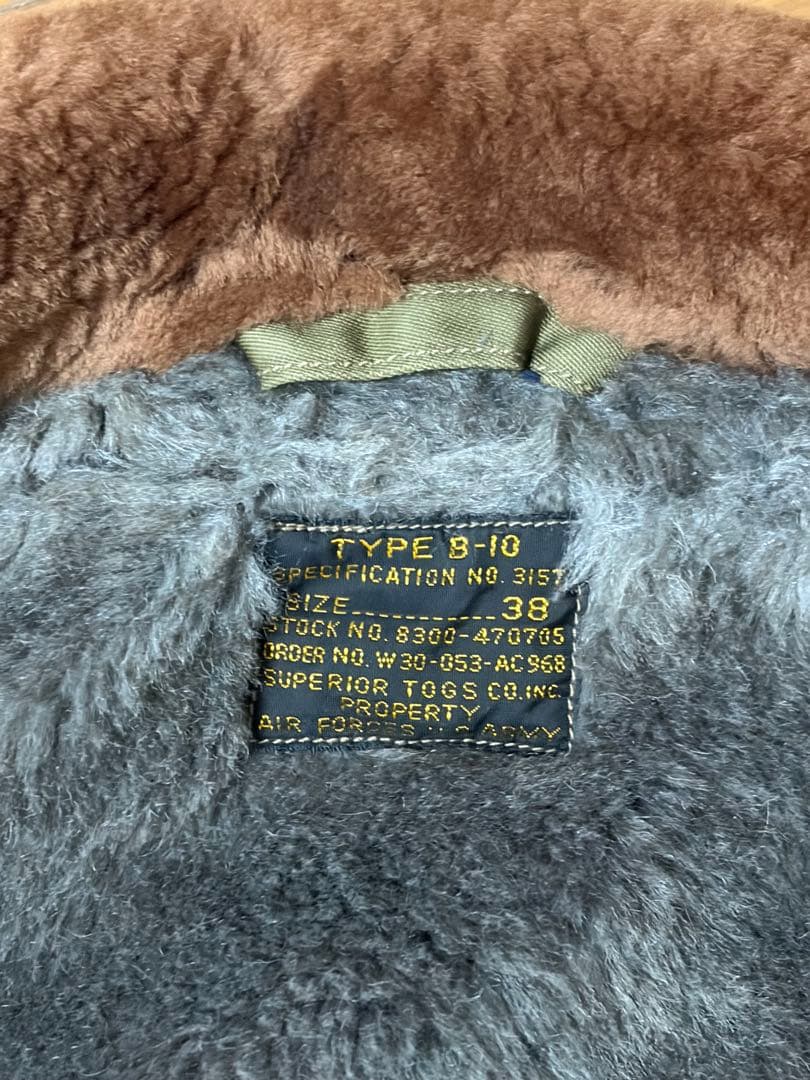 TYPE B-10
SPECIFICATION NO. 3157
SIZE...........38
STOCK NO. 8300-470705
ORDER NO. W30-053-AC968
SUPERIOR TOGS CO. INC.
PROPERTY
AIR FORCES U.S. ARMY